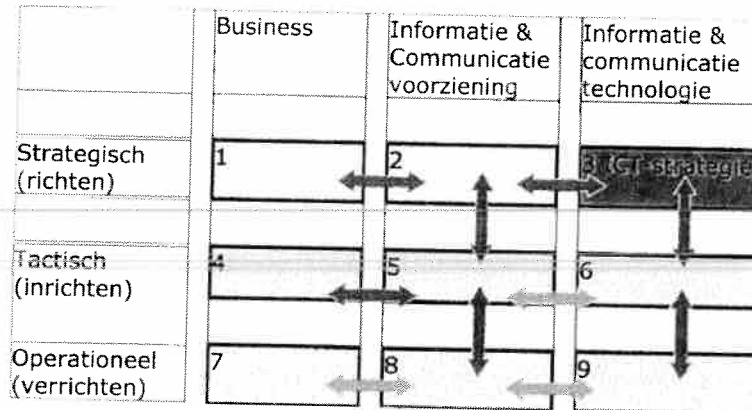 Business
Informatie &
Communicatie
voorziening
Informatie &
communicatie
technologie
Strategisch
(richten)
1
2
3 ICT-strategie
Tactisch
(inrichten)
4
5
6
Operationeel
(verrichten)
7
8
9